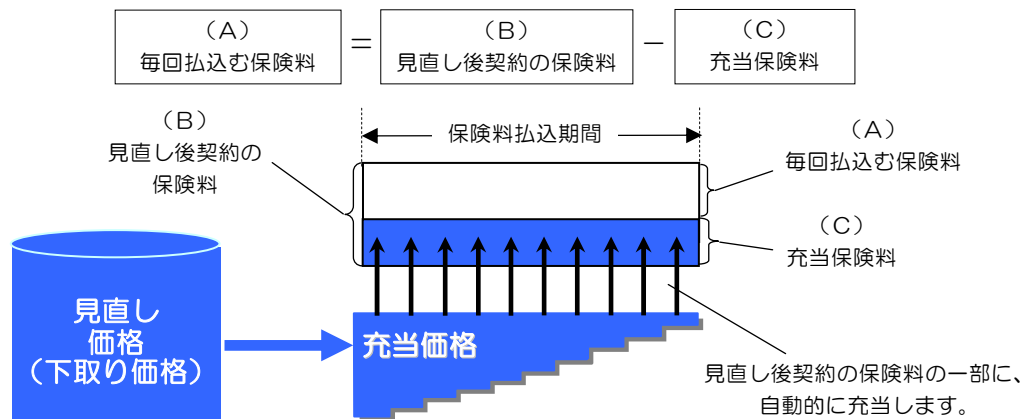 （Ａ）
毎回払込む保険料
＝
（Ｂ）
見直し後契約の保険料
－
（Ｃ）
充当保険料
（Ｂ）
見直し後契約の
保険料
保険料払込期間
（Ａ）
毎回払込む保険料
（Ｃ）
充当保険料
見直し
価格
（下取り価格）
充当価格
見直し後契約の保険料の一部に、
自動的に充当します。